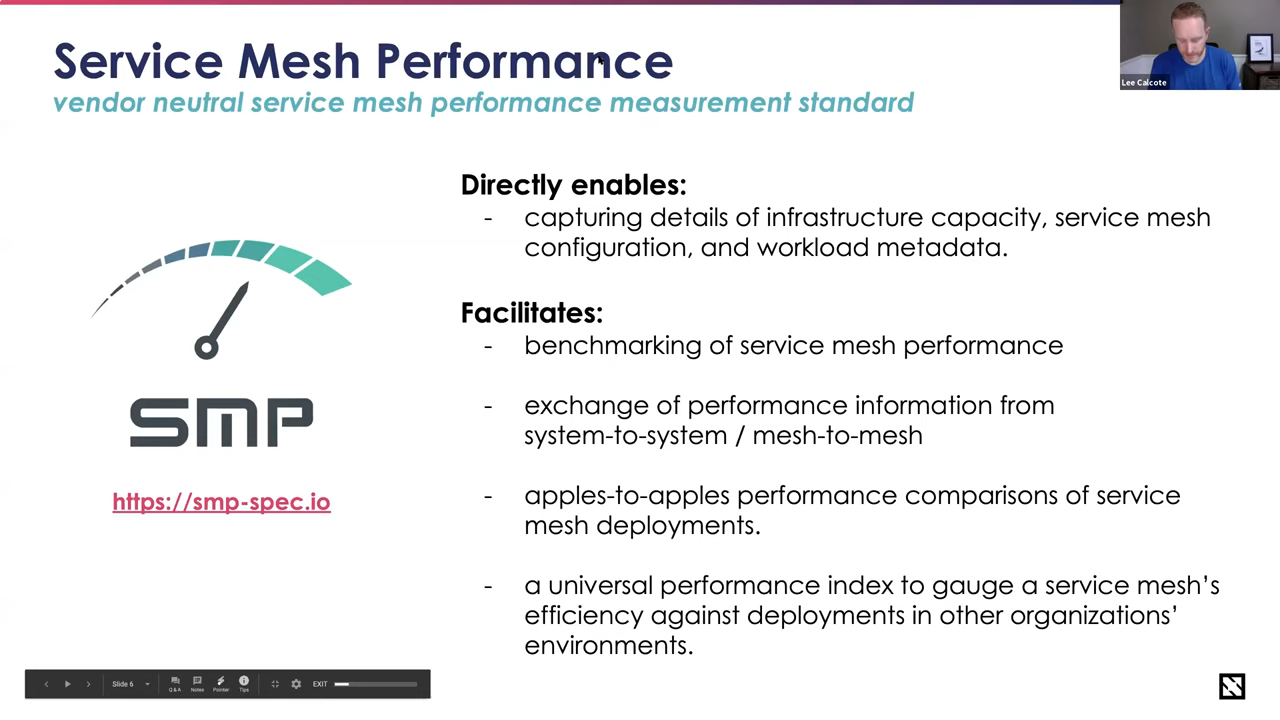 Service Mesh Performance
vendor neutral service mesh performance measurement standard
Lee Calcote
Directly enables:
- capturing details of infrastructure capacity, service mesh
configuration, and workload metadata.
Facilitates:
- benchmarking of service mesh performance
- exchange of performance information from
system-to-system / mesh-to-mesh
- apples-to-apples performance comparisons of service
mesh deployments.
- a universal performance index to gauge a service mesh’s
efficiency against deployments in other organizations’
environments.
SMP
https://smp-spec.io
Slide 6
Q & A
Notes
Pointer
Tips
EXIT